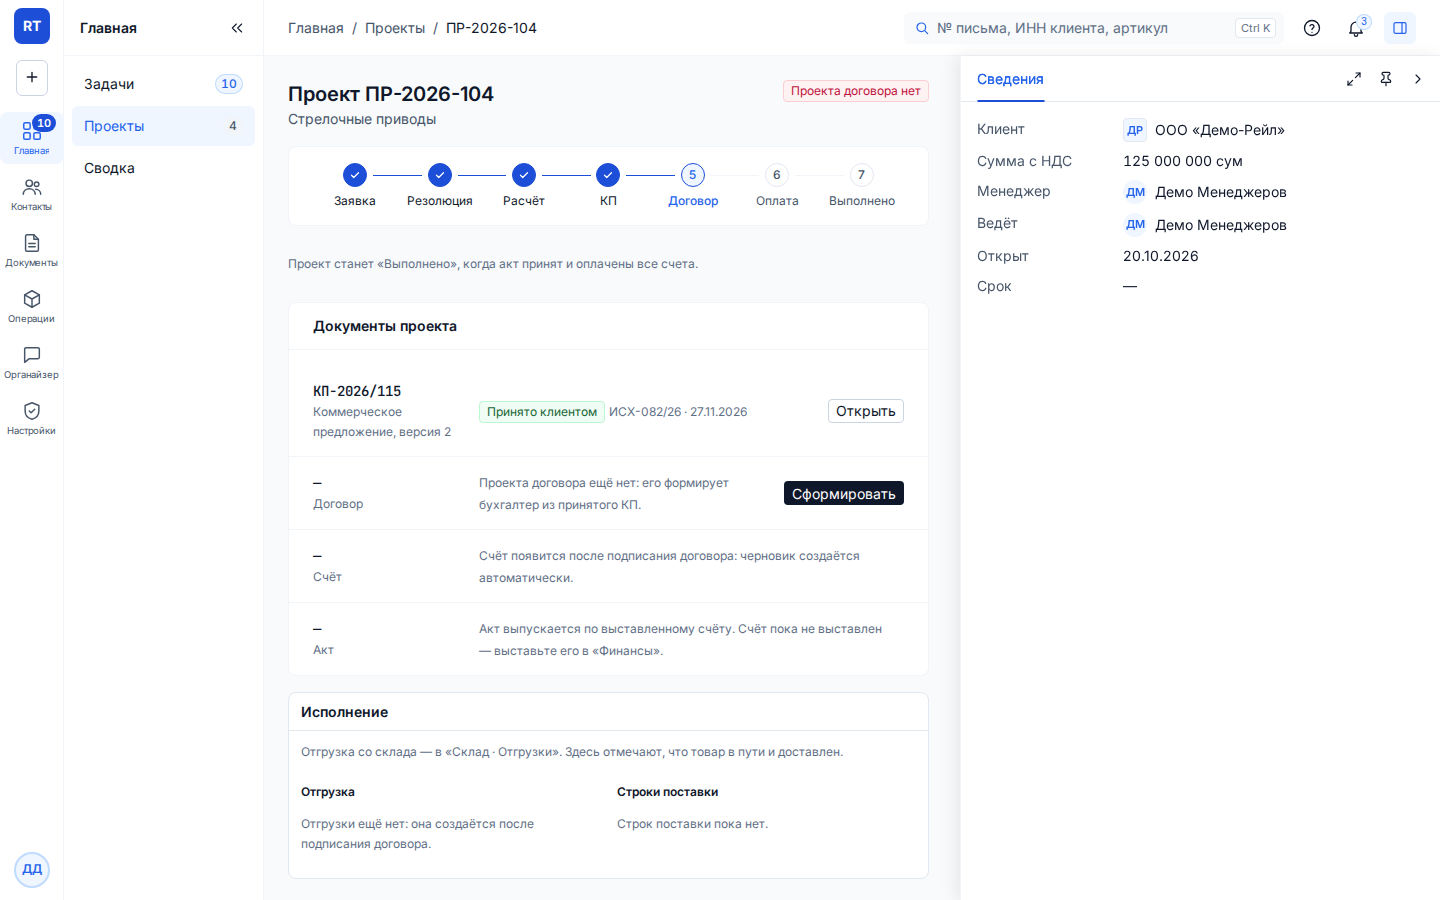 RT
Главная
Главная / Проекты / ПР-2026-104
№ письма, ИНН клиента, артикул
Ctrl K
3
10
Главная
Контакты
Документы
Операции
Органайзер
Настройки
ДД
Задачи
10
Проекты
4
Сводка
Проект ПР-2026-104
Проекта договора нет
Стрелочные приводы
5
6
7
Заявка
Резолюция
Расчёт
КП
Договор
Оплата
Выполнено
Проект станет «Выполнено», когда акт принят и оплачены все счета.
Документы проекта
КП-2026/115
Коммерческое
предложение, версия 2
Принято клиентом ИСХ-082/26 · 27.11.2026
Открыть
—
Договор
Проекта договора ещё нет: его формирует
бухгалтер из принятого КП.
Сформировать
—
Счёт
Счёт появится после подписания договора: черновик создаётся
автоматически.
—
Акт
Акт выпускается по выставленному счёту. Счёт пока не выставлен
— выставьте его в «Финансы».
Исполнение
Отгрузка со склада — в «Склад · Отгрузки». Здесь отмечают, что товар в пути и доставлен.
Отгрузка
Отгрузки ещё нет: она создаётся после
подписания договора.
Строки поставки
Строк поставки пока нет.
Сведения
Клиент
ДР ООО «Демо-Рейл»
Сумма с НДС
125 000 000 сум
Менеджер
ДМ Демо Менеджеров
Ведёт
ДМ Демо Менеджеров
Открыт
20.10.2026
Срок
—